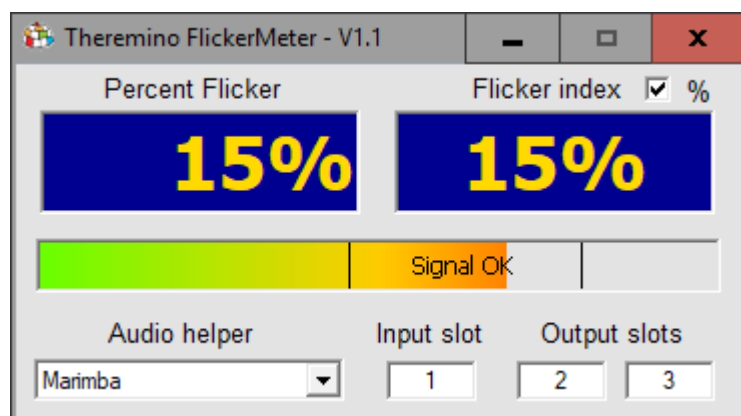 Theremino FlickerMeter - V1.1
Percent Flicker Flicker index %
15% 15%
Signal OK
Audio helper Input slot Output slots
Marimba 1 2 3